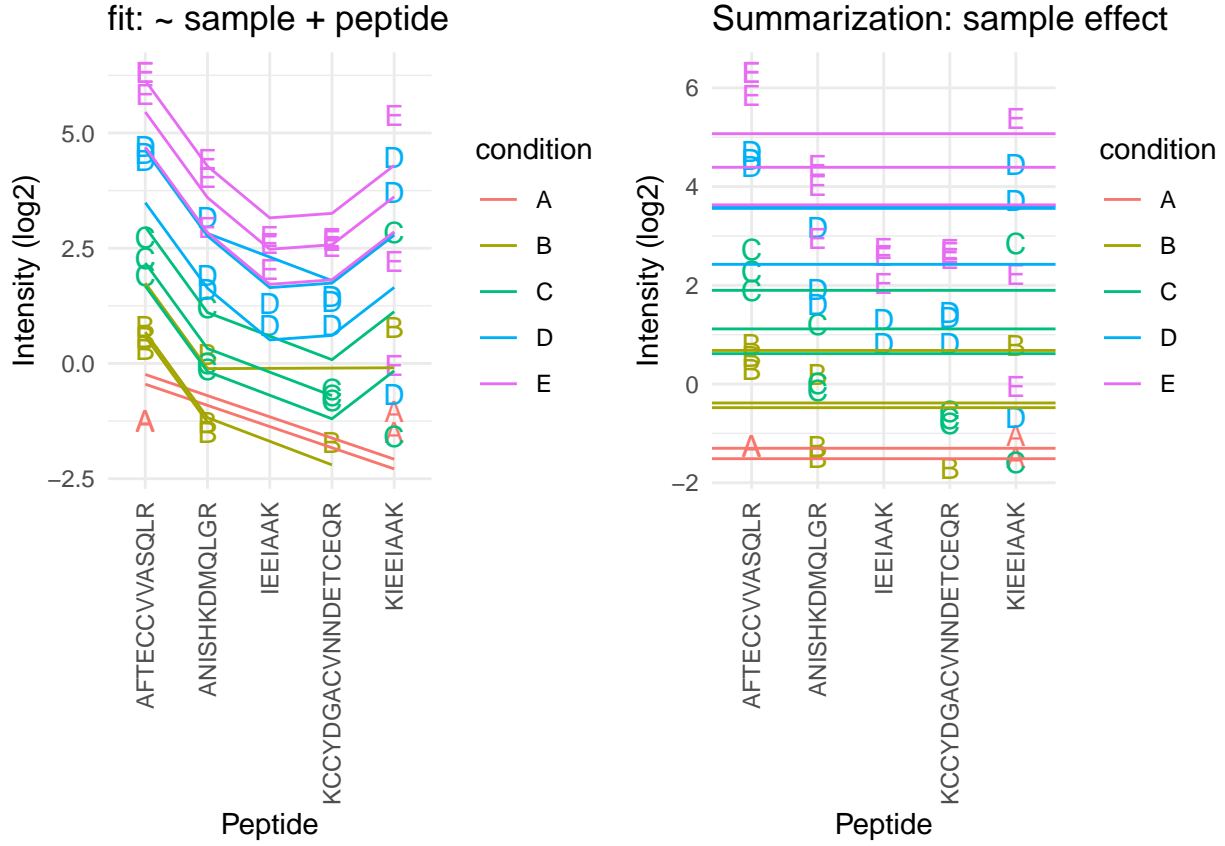 fit: ~ sample + peptide
Intensity (log2)
5.0
2.5
0.0
−2.5
E E E E E E E E E E E E E E E
D D D D D D D D D D D D D
C C C C C C C C C C C
B B B B B B B B
A A A
AFTECCVVASQLR
ANISHKDMQLGR
IEEIAAK
KCCYDGACVNNDETCEQR
KIEEIAAK
Peptide
condition
A
B
C
D
E
Summarization: sample effect
Intensity (log2)
6
4
2
0
−2
E E E E E E E E E E E E E E E
D D D D D D D D D D D D D
C C C C C C C C C C C
B B B B B B B B
A A A
AFTECCVVASQLR
ANISHKDMQLGR
IEEIAAK
KCCYDGACVNNDETCEQR
KIEEIAAK
Peptide
condition
A
B
C
D
E